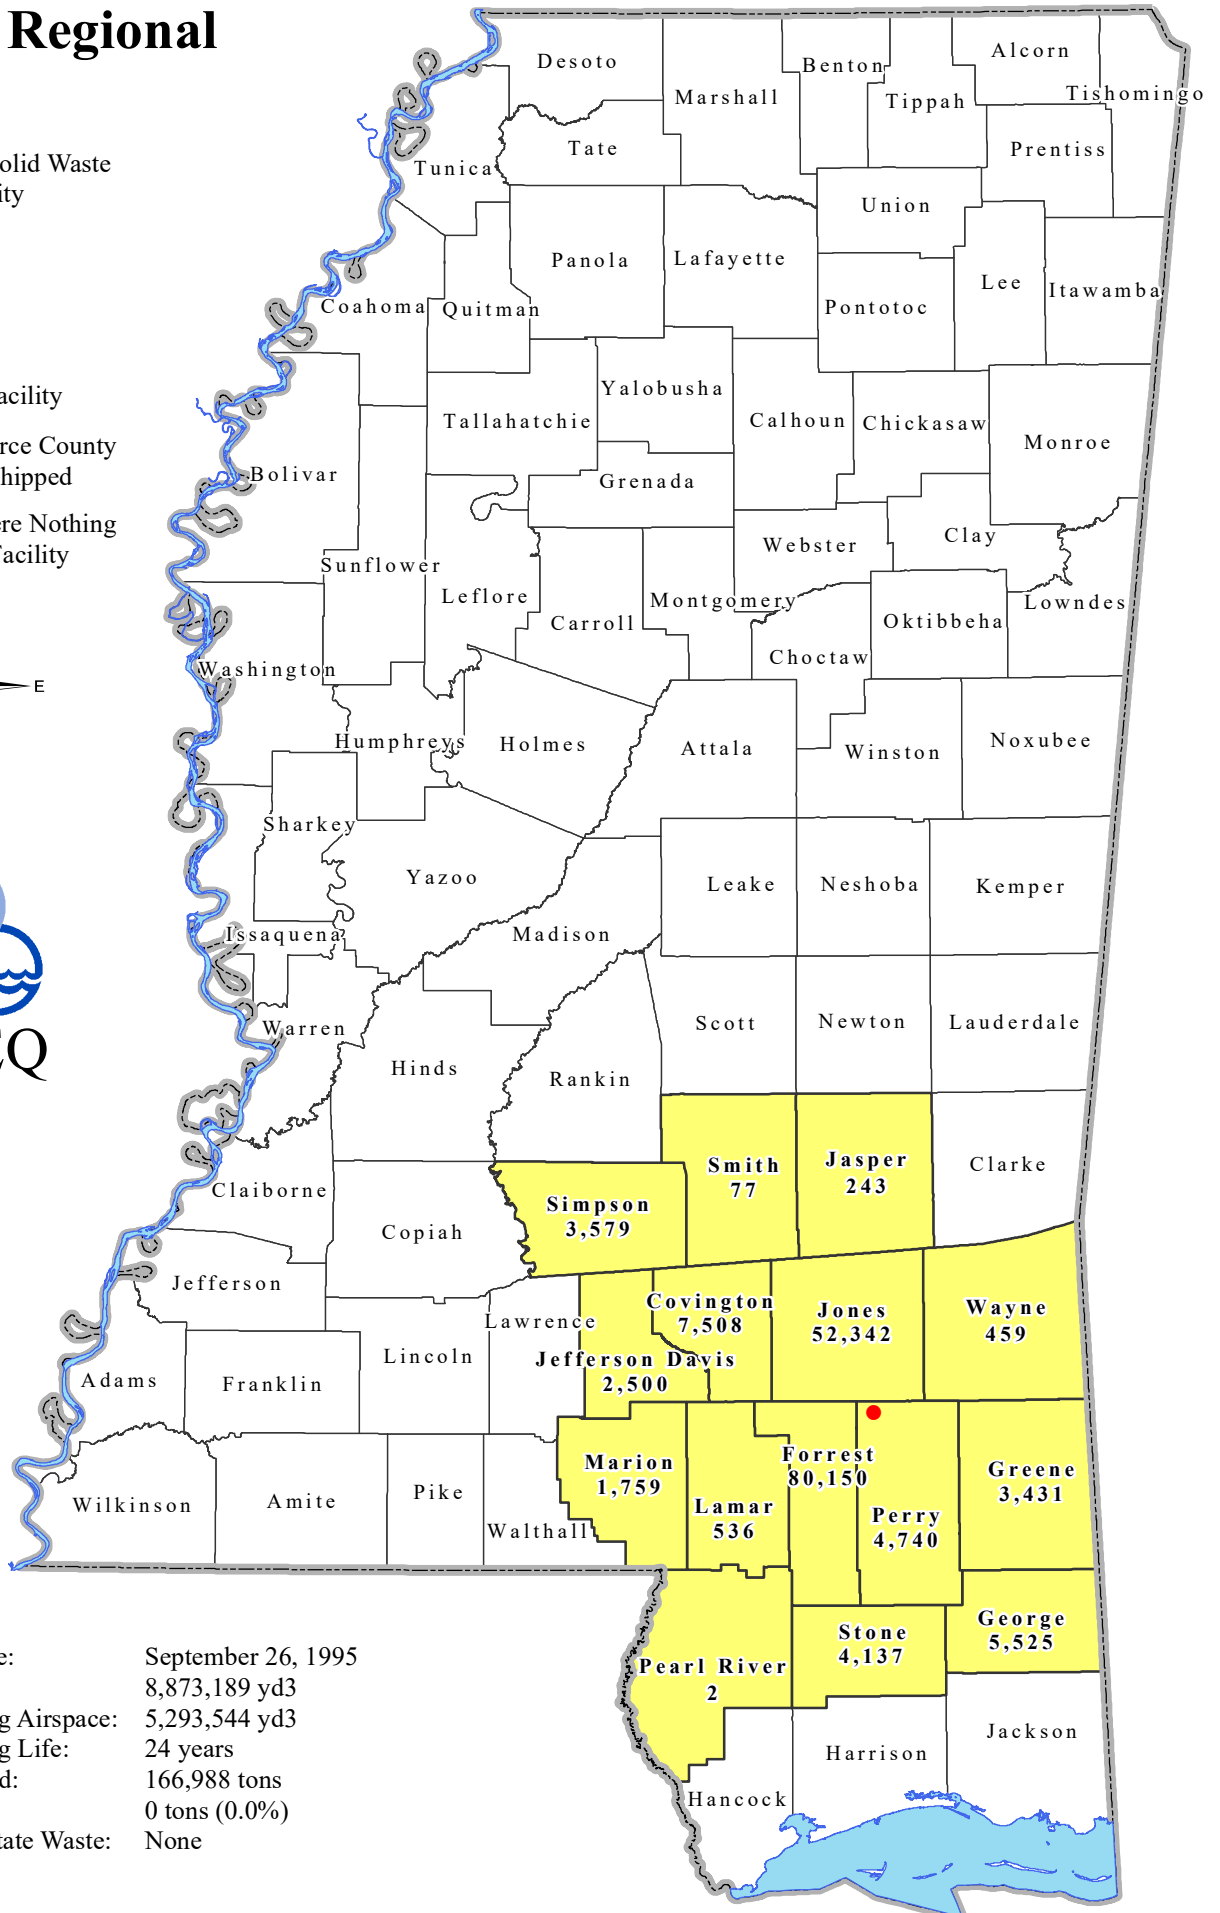 Regional
olid Waste
ity
acility
rce County
hipped
ere Nothing
acility
E
CQ
Desoto
Marshall
Benton
Tippah
Alcorn
Tishomingo
Tunica
Tate
Prentiss
Union
Panola
Lafayette
Lee
Itawamba
Coahoma
Quitman
Pontotoc
Yalobusha
Tallahatchie
Calhoun
Chickasaw
Monroe
Bolivar
Grenada
Sunflower
Leflore
Carroll
Montgomery
Webster
Clay
Lowndes
Oktibbeha
Choctaw
Washington
Humphreys
Holmes
Attala
Winston
Noxubee
Sharkey
Yazoo
Leake
Neshoba
Kemper
Issaquena
Madison
Warren
Hinds
Rankin
Scott
Newton
Lauderdale
Smith
77
Jasper
243
Clarke
Claiborne
Copiah
Simpson
3,579
Jefferson
Lawrence
Covington
7,508
Jones
52,342
Wayne
459
Jefferson Davis
2,500
Adams
Franklin
Lincoln
Marion
1,759
Lamar
536
Forrest
80,150
Perry
4,740
Greene
3,431
Wilkinson
Amite
Pike
Walthall
Pearl River
2
Stone
4,137
George
5,525
Hancock
Harrison
Jackson
e: September 26, 1995
8,873,189 yd3
g Airspace: 5,293,544 yd3
g Life: 24 years
d: 166,988 tons
0 tons (0.0%)
tate Waste: None